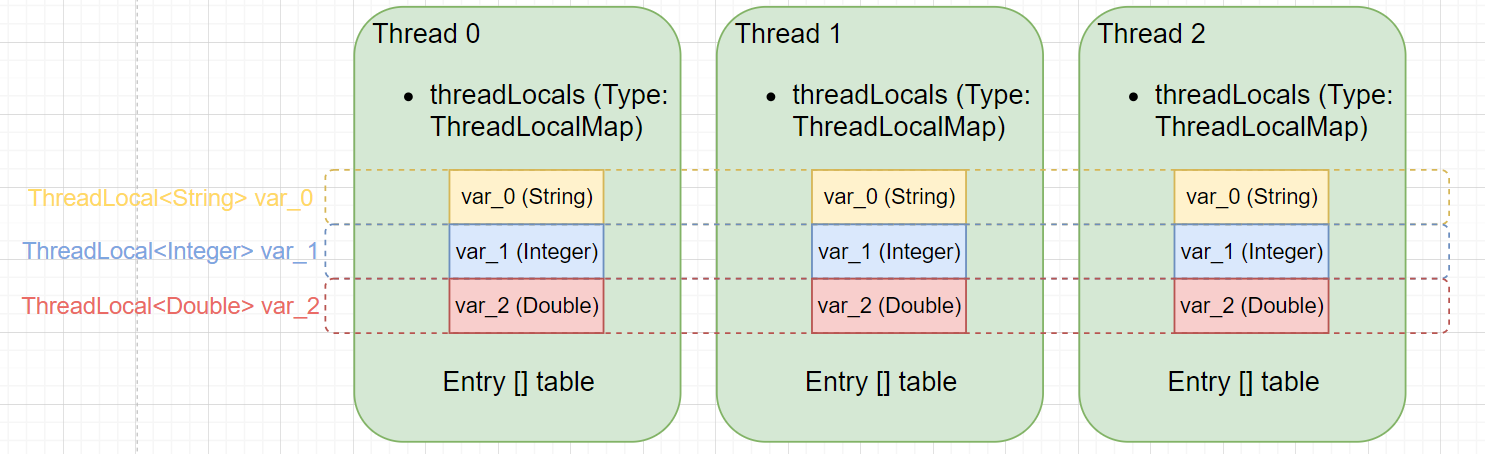 Thread 0
Thread 1
Thread 2
• threadLocals (Type:
ThreadLocalMap)
• threadLocals (Type:
ThreadLocalMap)
• threadLocals (Type:
ThreadLocalMap)
ThreadLocal<String> var_0
var_0 (String)
var_0 (String)
var_0 (String)
ThreadLocal<Integer> var_1
var_1 (Integer)
var_1 (Integer)
var_1 (Integer)
ThreadLocal<Double> var_2
var_2 (Double)
var_2 (Double)
var_2 (Double)
Entry [] table
Entry [] table
Entry [] table